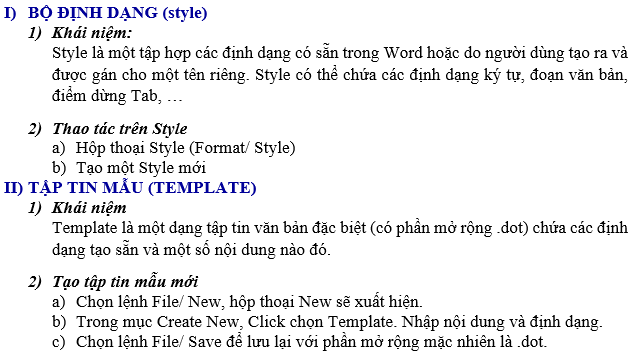 I) BỘ ĐỊNH DẠNG (style)
1) Khái niệm:
Style là một tập hợp các định dạng có sẵn trong Word hoặc do người dùng tạo ra và
được gán cho một tên riêng. Style có thể chứa các định dạng ký tự, đoạn văn bản,
điểm dừng Tab, …
2) Thao tác trên Style
a) Hộp thoại Style (Format/ Style)
b) Tạo một Style mới
II) TẬP TIN MẪU (TEMPLATE)
1) Khái niệm
Template là một dạng tập tin văn bản đặc biệt (có phần mở rộng .dot) chứa các định
dạng tạo sẵn và một số nội dung nào đó.
2) Tạo tập tin mẫu mới
a) Chọn lệnh File/ New, hộp thoại New sẽ xuất hiện.
b) Trong mục Create New, Click chọn Template. Nhập nội dung và định dạng.
c) Chọn lệnh File/ Save để lưu lại với phần mở rộng mặc nhiên là .dot.